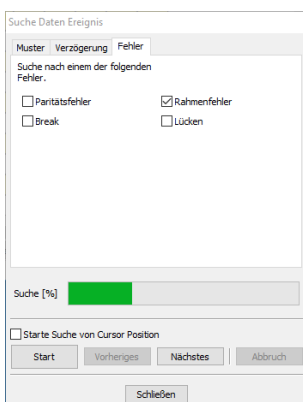 Suche Daten Ereignis
Muster Verzögerung Fehler
Suche nach einem der folgenden
Fehler.
Paritätsfehler Rahmenfehler
Break Lücken
Suche [%]
Starte Suche von Cursor Position
Start Vorheriges Nächstes Abbruch
Schließen